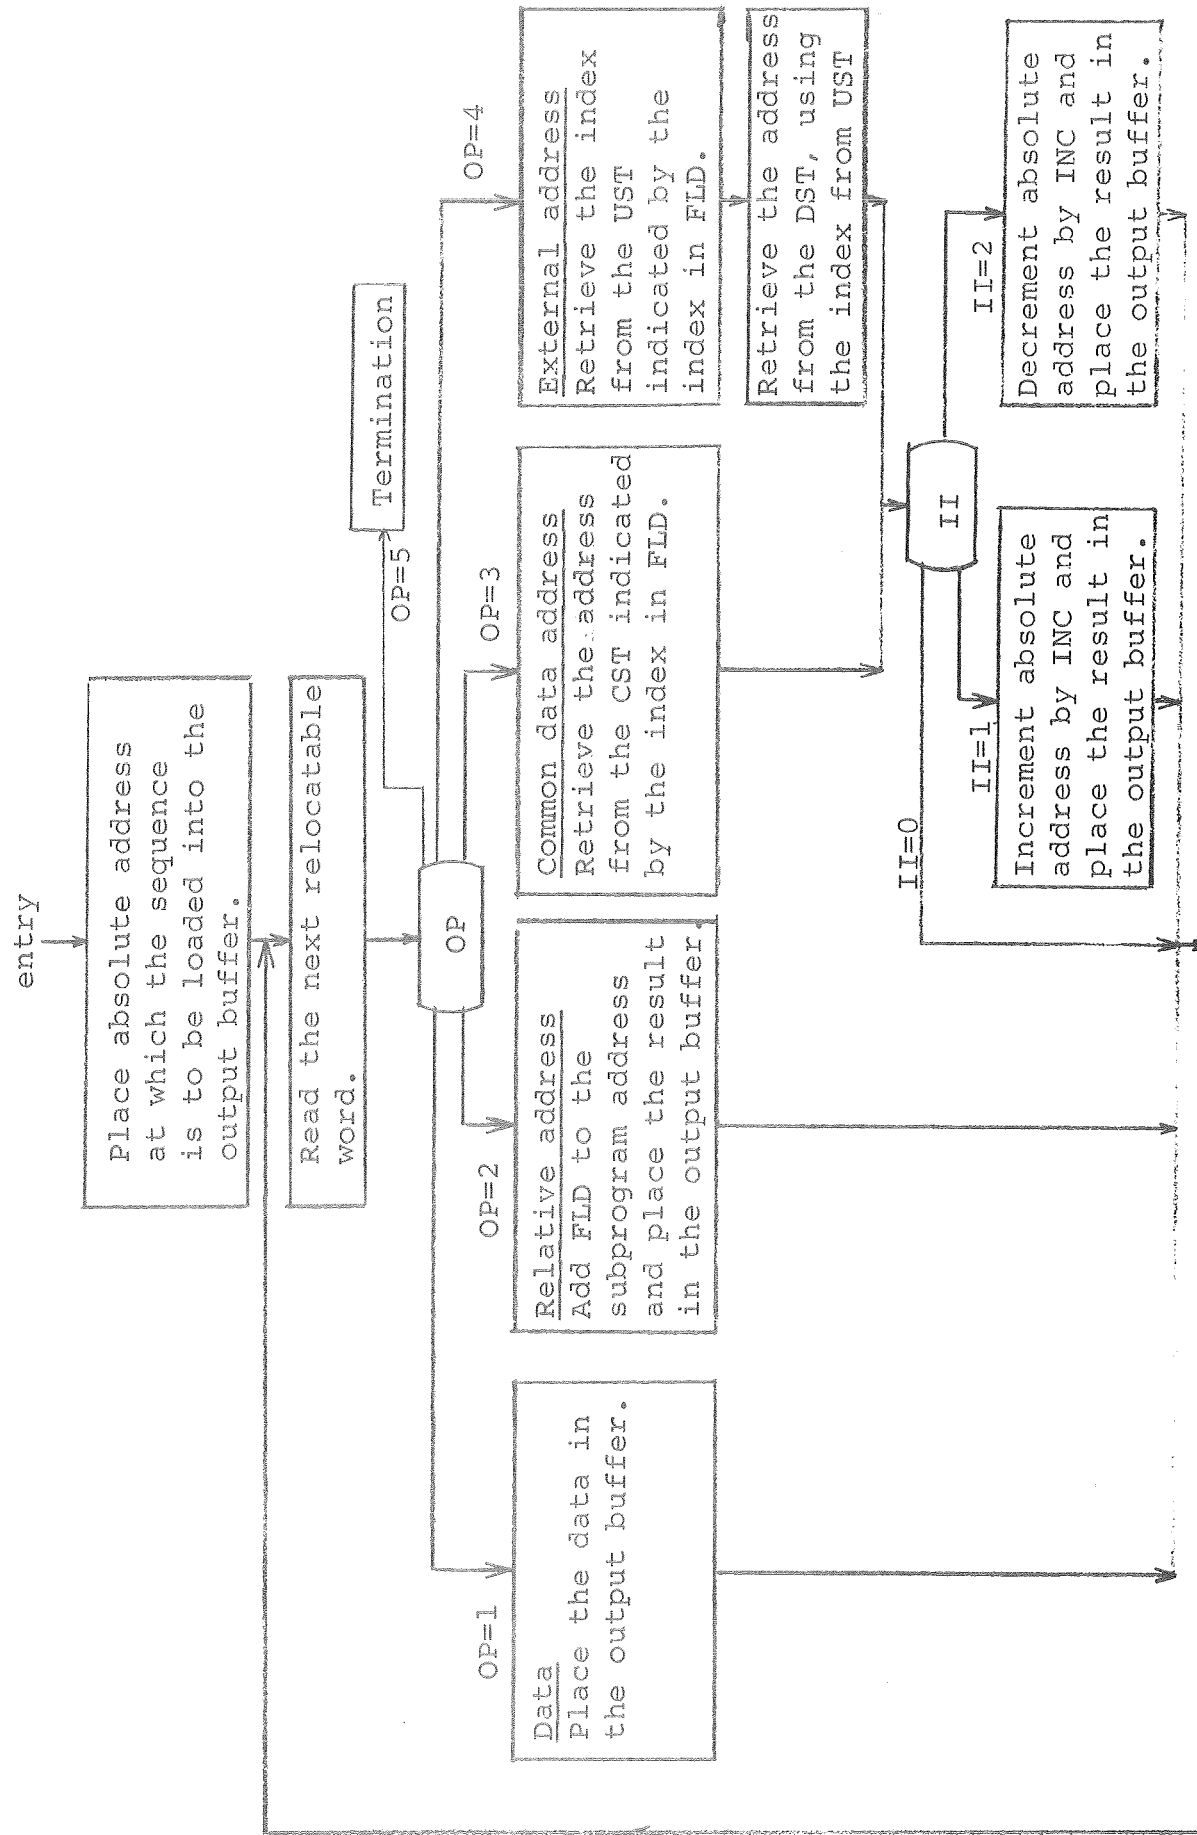 entry
Place absolute address
at which the sequence
is to be loaded into the
output buffer.
Read the next relocatable
word.
OP
OP=5
Termination
OP=1
Data
Place the data in
the output buffer.
OP=2
Relative address
Add FLD to the
subprogram address
and place the result
in the output buffer.
OP=3
Common data address
Retrieve the address
from the CST indicated
by the index in FLD.
OP=4
External address
Retrieve the index
from the UST
indicated by the
index in FLD.
Retrieve the address
from the DST, using
the index from UST
II
II=0
II=1
Increment absolute
address by INC and
place the result in
the output buffer.
II=2
Decrement absolute
address by INC and
place the result in
the output buffer.